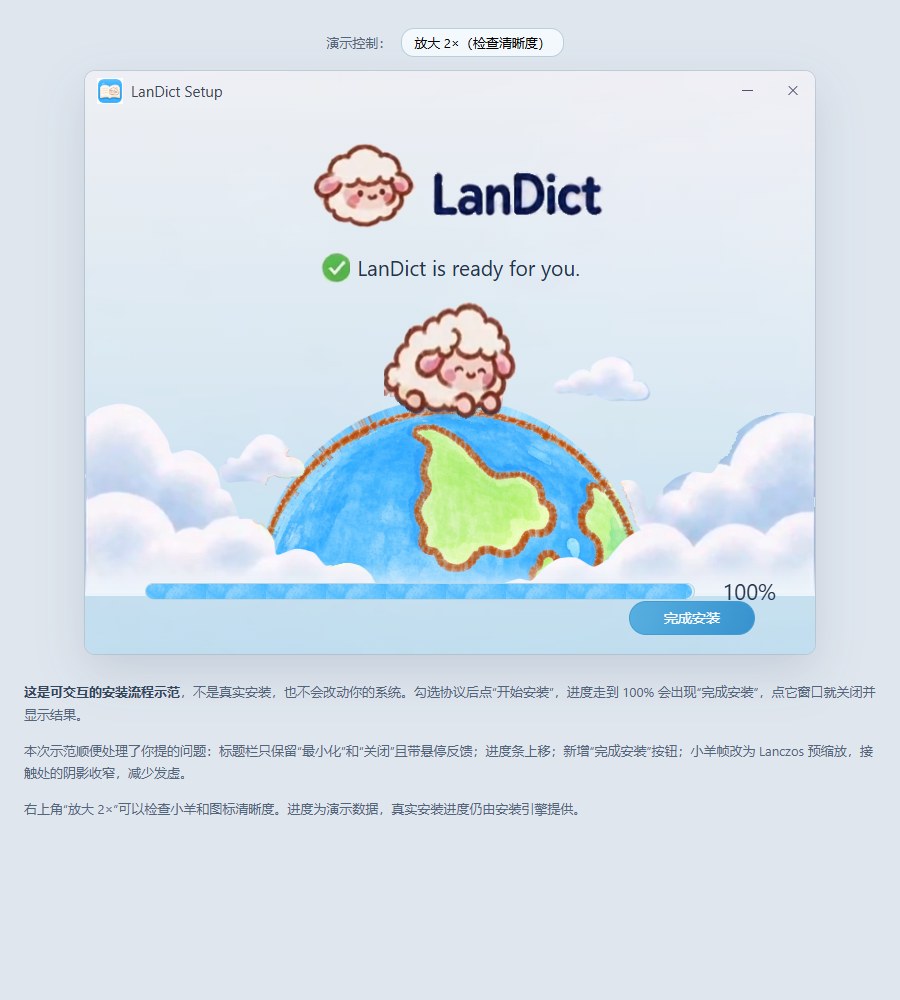 演示控制：
放大 2×（检查清晰度）
LanDict Setup
LanDict
LanDict is ready for you.
100%
完成安装
这是可交互的安装流程示范，不是真实安装，也不会改动你的系统。勾选协议后点“开始安装”，进度走到 100% 会出现“完成安装”，点它窗口就关闭并
显示结果。
本次示范顺便处理了你提的问题：标题栏只保留“最小化”和“关闭”且带悬停反馈；进度条上移；新增“完成安装”按钮；小羊帧改为 Lanczos 预缩放，接
触处的阴影收窄，减少发虚。
右上角“放大 2×”可以检查小羊和图标清晰度。进度为演示数据，真实安装进度仍由安装引擎提供。